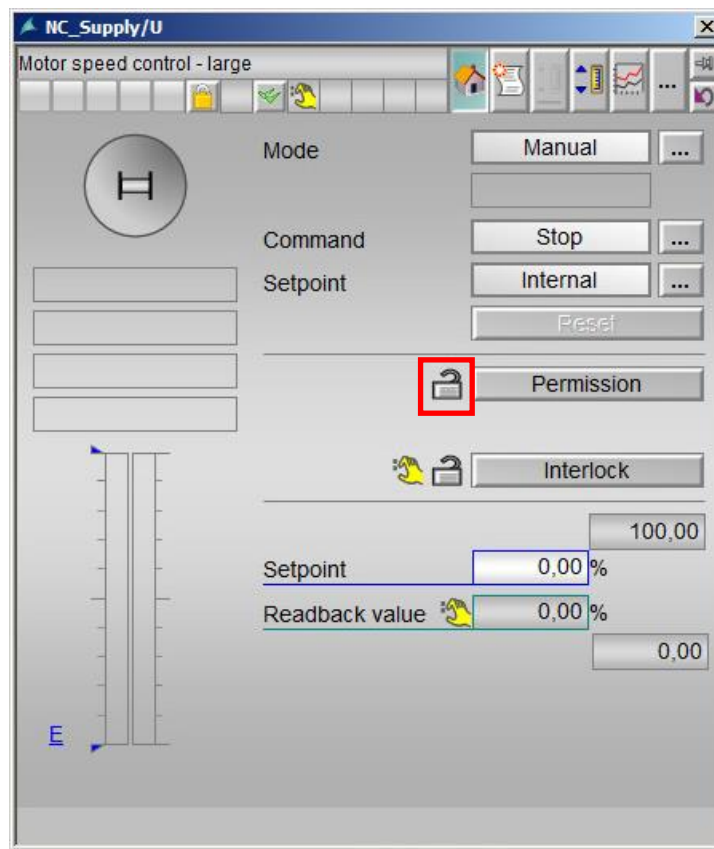 NC_Supply/U
Motor speed control - large
...
Mode Manual ...
Command Stop ...
Setpoint Internal ...
Reset
Permission
Interlock
100,00
Setpoint 0,00 %
Readback value 0,00 %
0,00
E